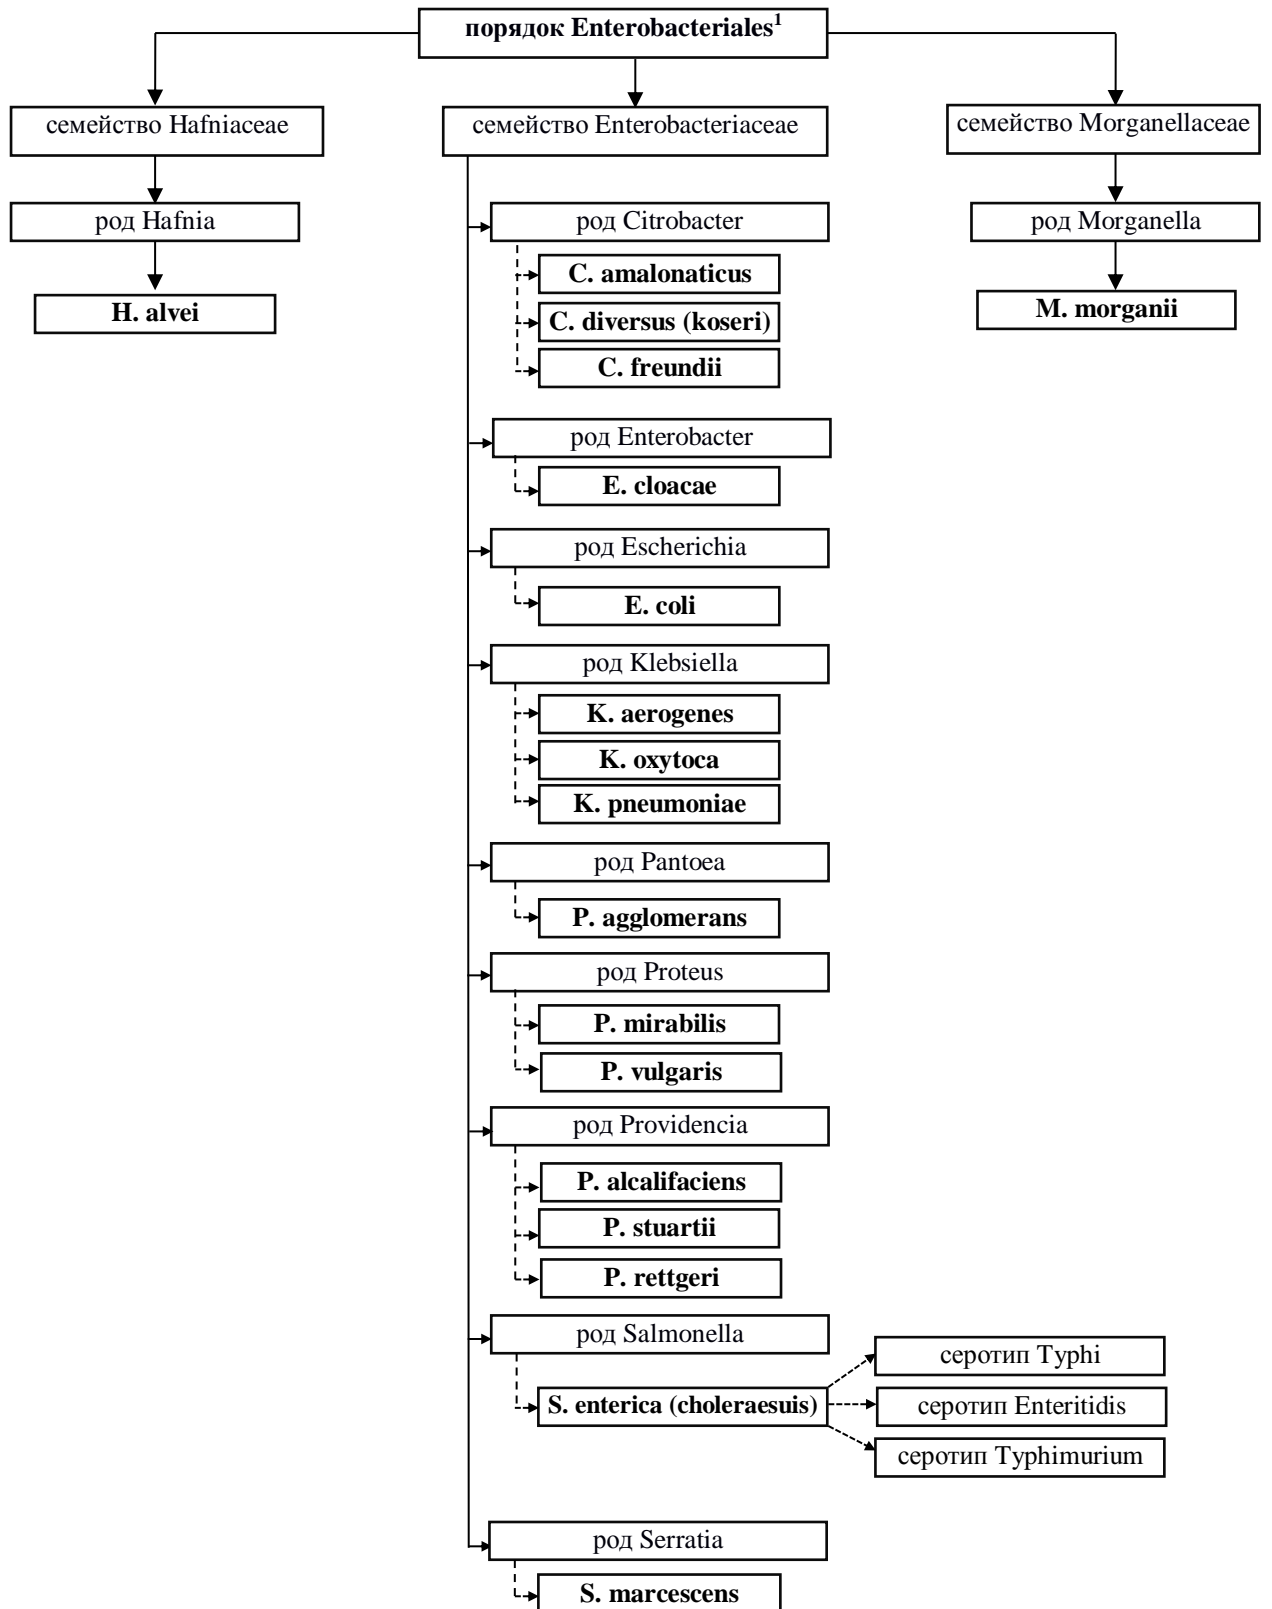 порядок Enterobacteriales¹
семейство Hafniaceae
семейство Enterobacteriaceae
семейство Morganellaceae
род Hafnia
род Citrobacter
род Morganella
H. alvei
C. amalonaticus
C. diversus (koseri)
C. freundii
M. morganii
род Enterobacter
E. cloacae
род Escherichia
E. coli
род Klebsiella
K. aerogenes
K. oxytoca
K. pneumoniae
род Pantoea
P. agglomerans
род Proteus
P. mirabilis
P. vulgaris
род Providencia
P. alcalifaciens
P. stuartii
P. rettgeri
род Salmonella
S. enterica (choleraesuis)
серотип Typhi
серотип Enteritidis
серотип Typhimurium
род Serratia
S. marcescens